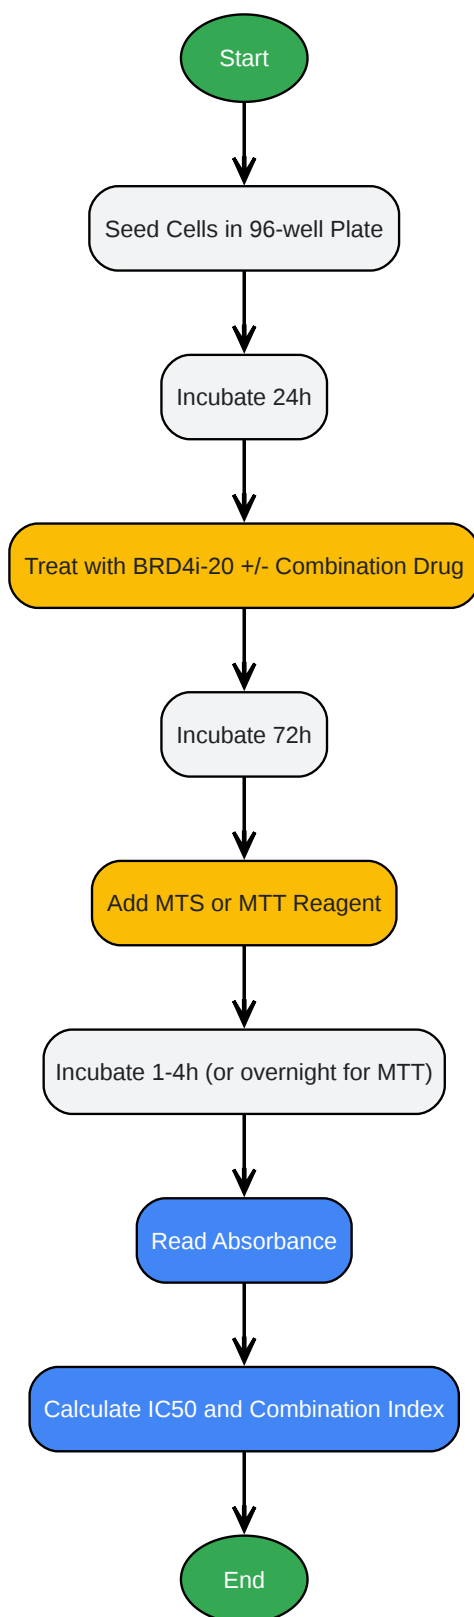 Start
Seed Cells in 96-well Plate
Incubate 24h
Treat with BRD4i-20 +/- Combination Drug
Incubate 72h
Add MTS or MTT Reagent
Incubate 1-4h (or overnight for MTT)
Read Absorbance
Calculate IC50 and Combination Index
End